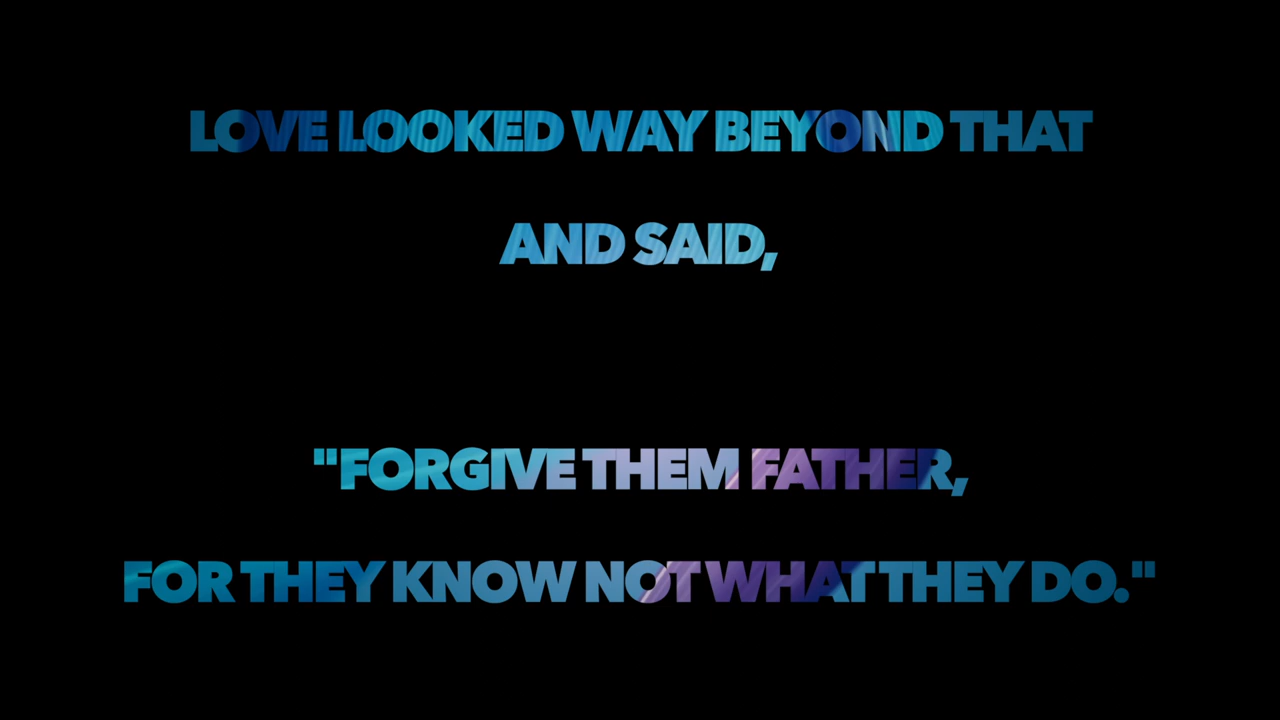 LOVE LOOKED WAY BEYOND THAT
AND SAID,
"FORGIVE THEM FATHER,
FOR THEY KNOW NOT WHAT THEY DO."